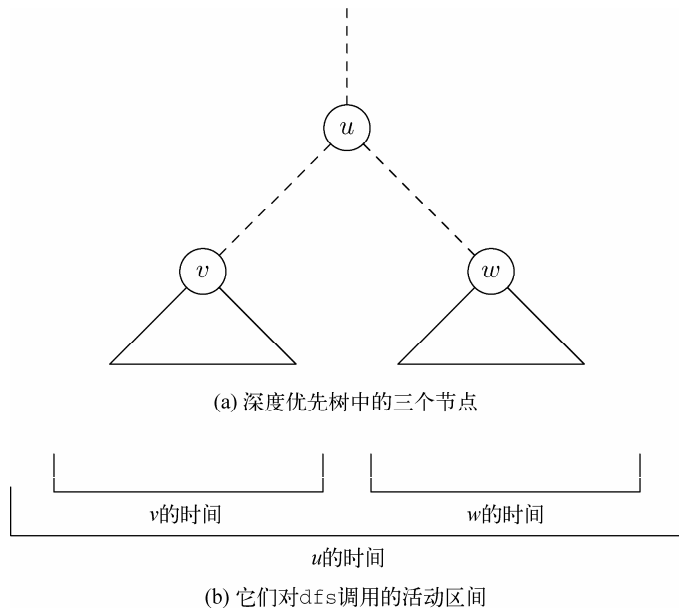 u
v
w
(a) 深度优先树中的三个节点
v的时间
w的时间
u的时间
(b) 它们对dfs调用的活动区间